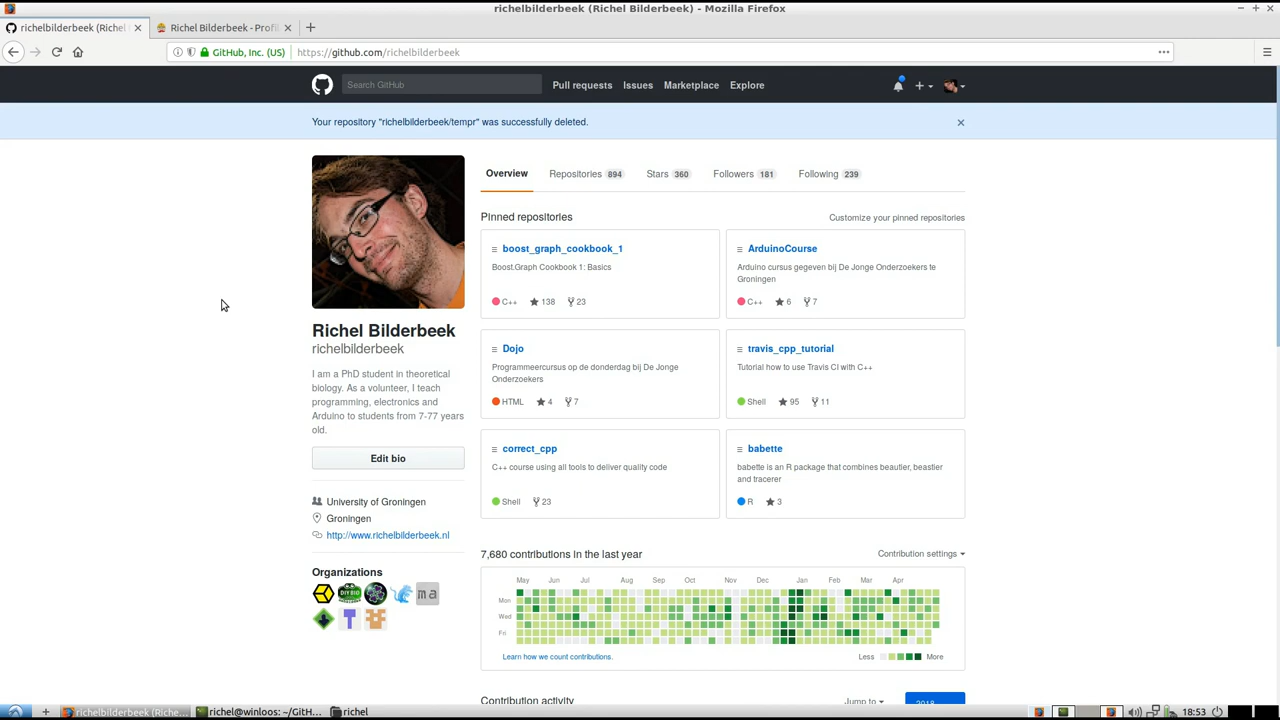 richelbilderbeek (Richel Bilderbeek) - Mozilla Firefox
richelbilderbeek (Richel
Richel Bilderbeek - Profil
GitHub, Inc. (US)
https://github.com/richelbilderbeek
Search GitHub
Pull requests Issues Marketplace Explore
Your repository "richelbilderbeek/tempr" was successfully deleted.
Overview Repositories 894 Stars 360 Followers 181 Following 239
Pinned repositories
Customize your pinned repositories
boost_graph_cookbook_1
Boost.Graph Cookbook 1: Basics
C++ 138 23
ArduinoCourse
Arduino cursus gegeven bij De Jonge Onderzoekers te
Groningen
C++ 6 7
Richel Bilderbeek
richelbilderbeek
I am a PhD student in theoretical
biology. As a volunteer, I teach
programming, electronics and
Arduino to students from 7-77 years
old.
Edit bio
University of Groningen
Groningen
http://www.richelbilderbeek.nl
Organizations
ma
Dojo
Programmeercursus op de donderdag bij De Jonge
Onderzoekers
HTML 4 7
travis_cpp_tutorial
Tutorial how to use Travis CI with C++
Shell 95 11
correct_cpp
C++ course using all tools to deliver quality code
Shell 23
babette
babette is an R package that combines beautier, beastier
and tracerer
R 3
7,680 contributions in the last year
Contribution settings
May Jun Jul Aug Sep Oct Nov Dec Jan Feb Mar Apr
Mon
Wed
Fri
Learn how we count contributions.
Less More
Contribution activity
Jump to
2018
richelbilderbeek (Riche...
richel@winloos: ~/GitH...
richel
18:53